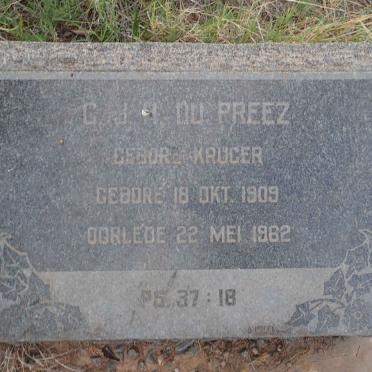 C. J. H. DU PREEZ
GEBORE KRUGER
GEBORE 18 OKT. 1909
OORLEDE 22 MEI 1962
PS. 37 : 18